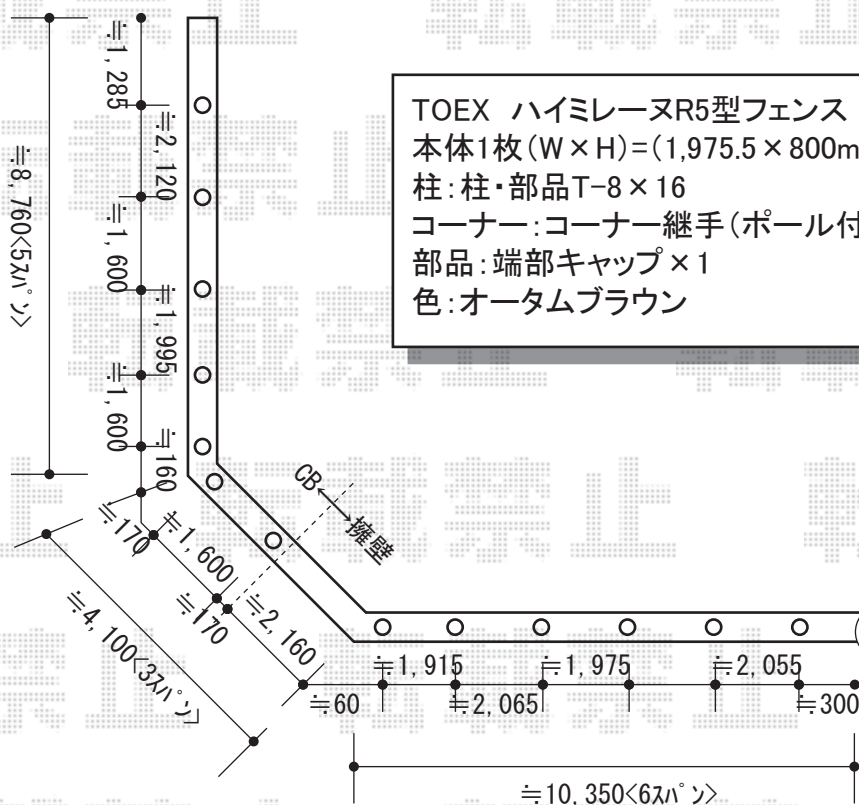 TOEX ハイミレーヌR5型フェンス
本体1枚(W×H)=(1,975.5×800m
柱:柱・部品T-8×16
コーナー:コーナー継手(ポール付
部品:端部キャップ×1
色:オータムブラウン
≒1,285
≒2,120
≒1,600
≒1,995
≒1,600
≒160
≒8,760<5スパン>
CB↔擁壁
≒170
≒1,600
≒170
≒2,160
≒4,100<3スパン>
≒60
≒1,915
≒2,065
≒1,975
≒2,055
≒300
≒10,350<6スパン>
転載禁止